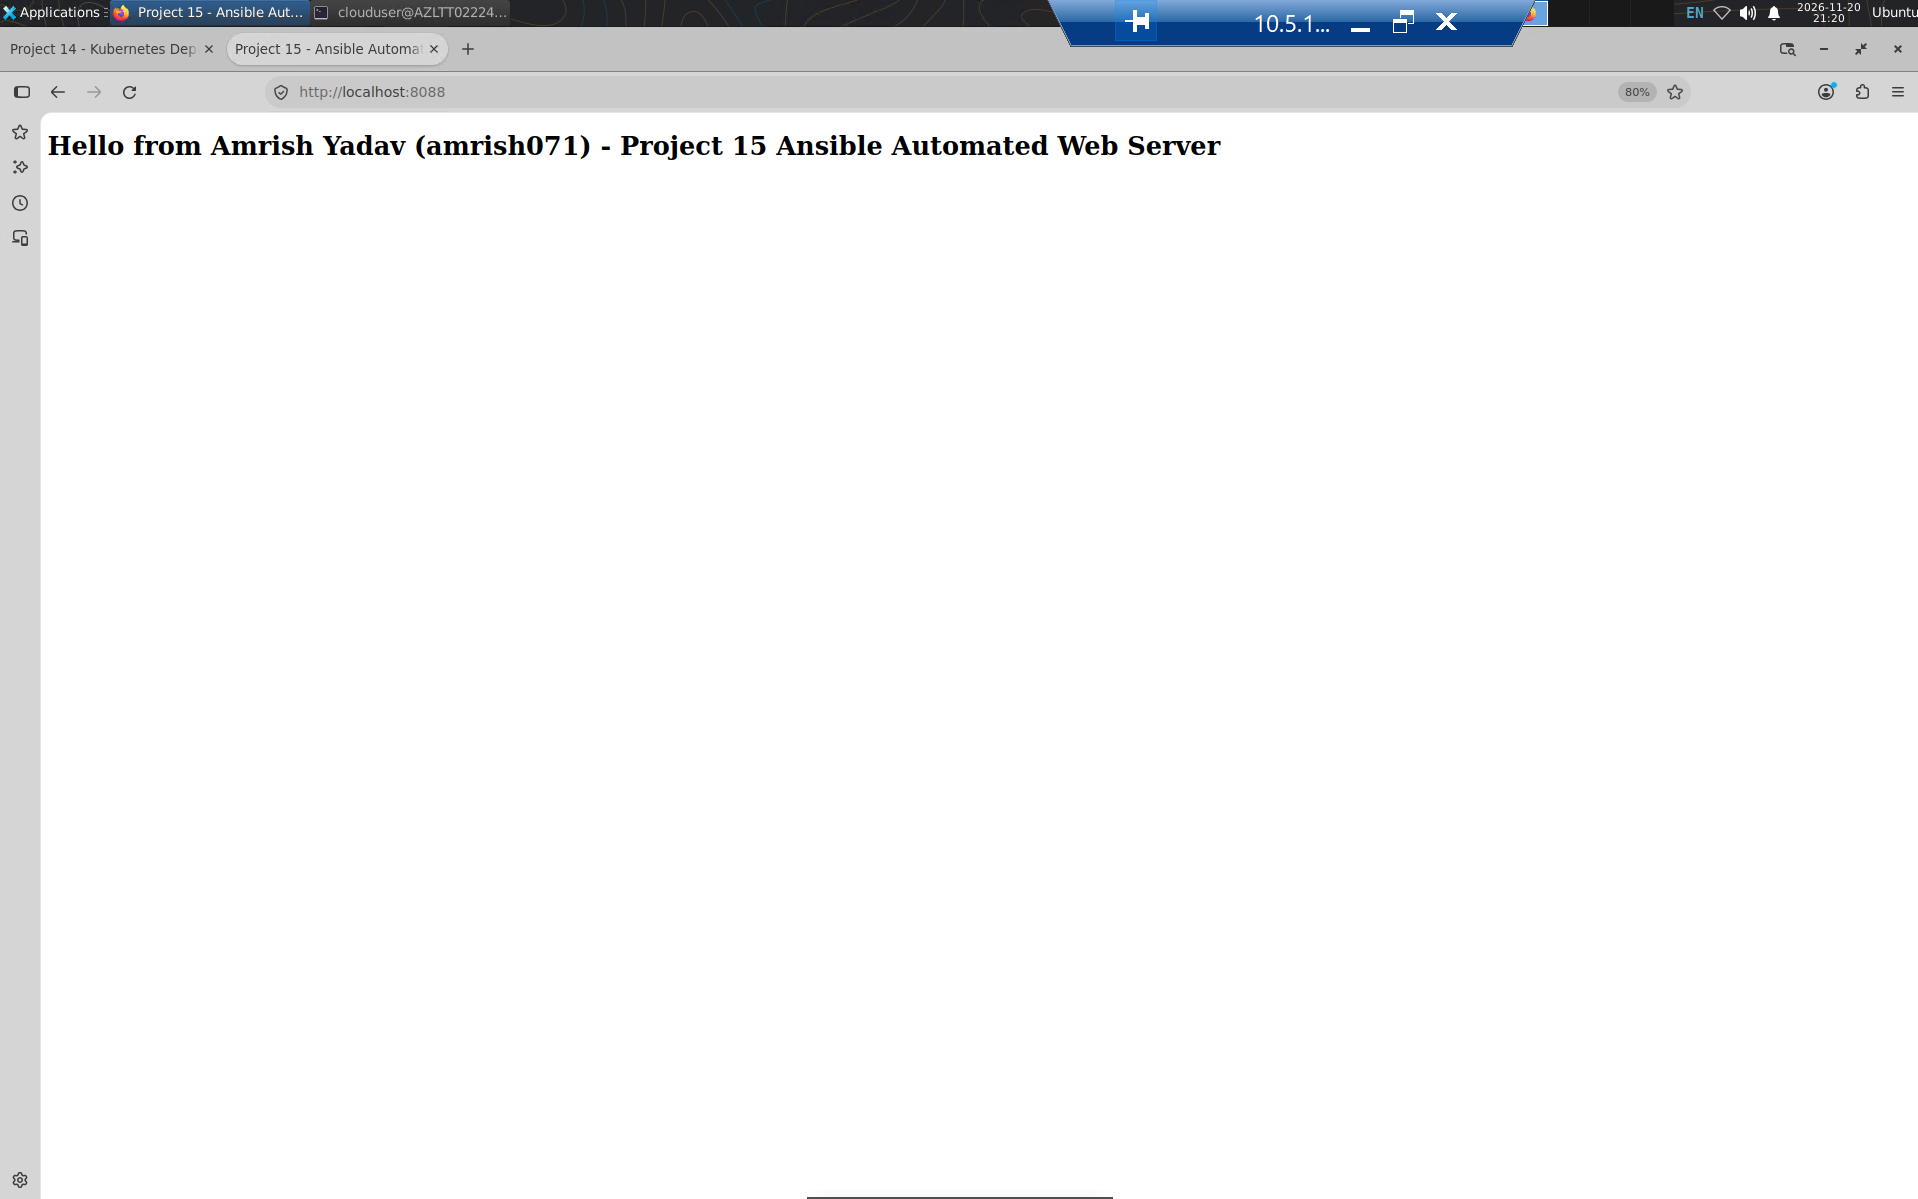 Applications
Project 15 - Ansible Aut...
clouduser@AZLTT02224...
10.5.1...
EN
2026-11-20
21:20
Ubuntu
Project 14 - Kubernetes Dep
Project 15 - Ansible Automat
http://localhost:8088
80%
Hello from Amrish Yadav (amrish071) - Project 15 Ansible Automated Web Server